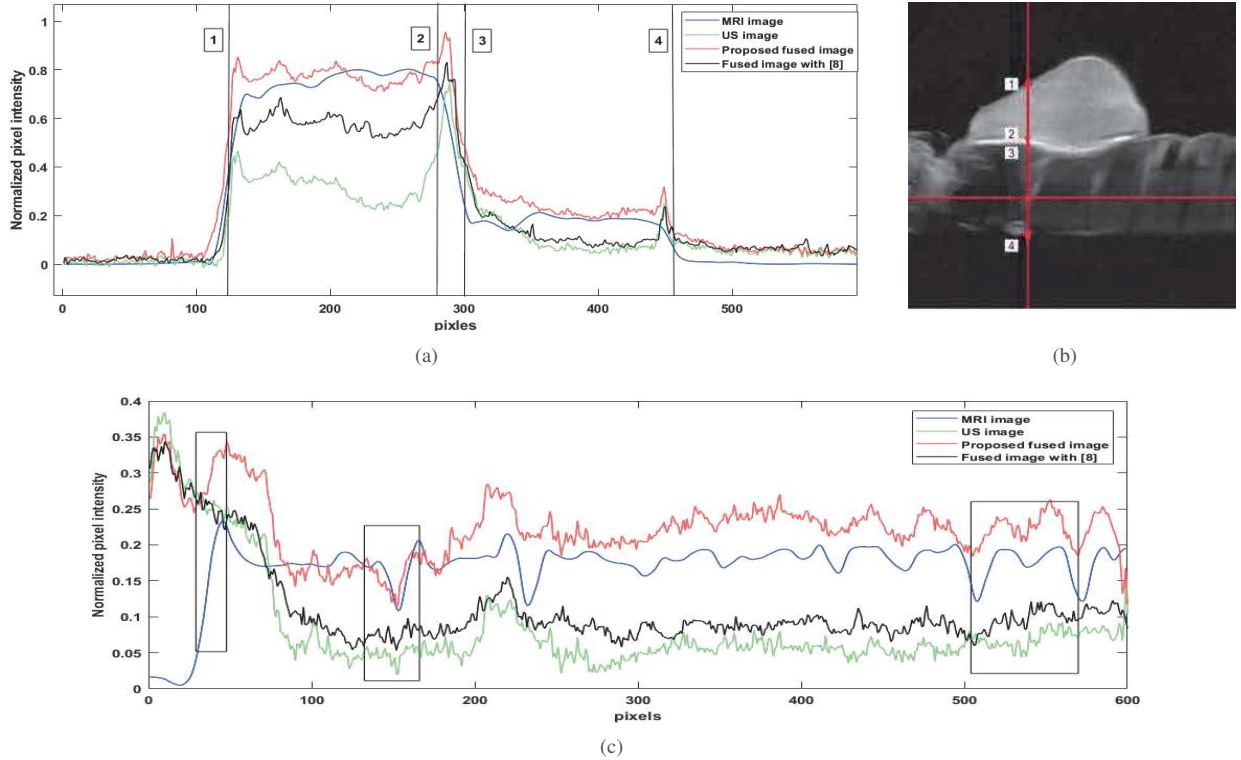 1
0.8
0.6
0.4
0.2
0
Normalized pixel intensity
0 100 200 300 400 500
pixles
1
2
3
4
MRI image
US image
Proposed fused image
Fused image with [8]
(a)
1
2
3
4
(b)
0.4
0.35
0.3
0.25
0.2
0.15
0.1
0.05
0
Normalized pixel intensity
0 100 200 300 400 500 600
pixels
MRI image
US image
Proposed fused image
Fused image with [8]
(c)